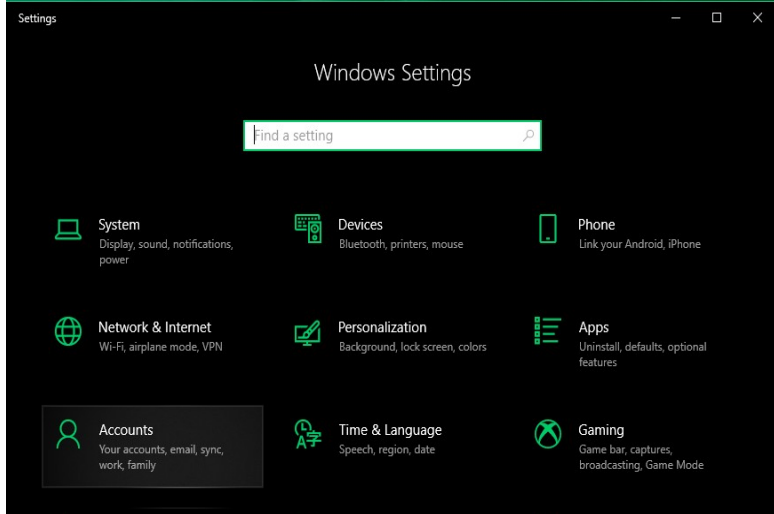 Settings
Windows Settings
Find a setting
System
Display, sound, notifications,
power
Devices
Bluetooth, printers, mouse
Phone
Link your Android, iPhone
Network & Internet
Wi-Fi, airplane mode, VPN
Personalization
Background, lock screen, colors
Apps
Uninstall, defaults, optional
features
Accounts
Your accounts, email, sync,
work, family
Time & Language
Speech, region, date
Gaming
Game bar, captures,
broadcasting, Game Mode